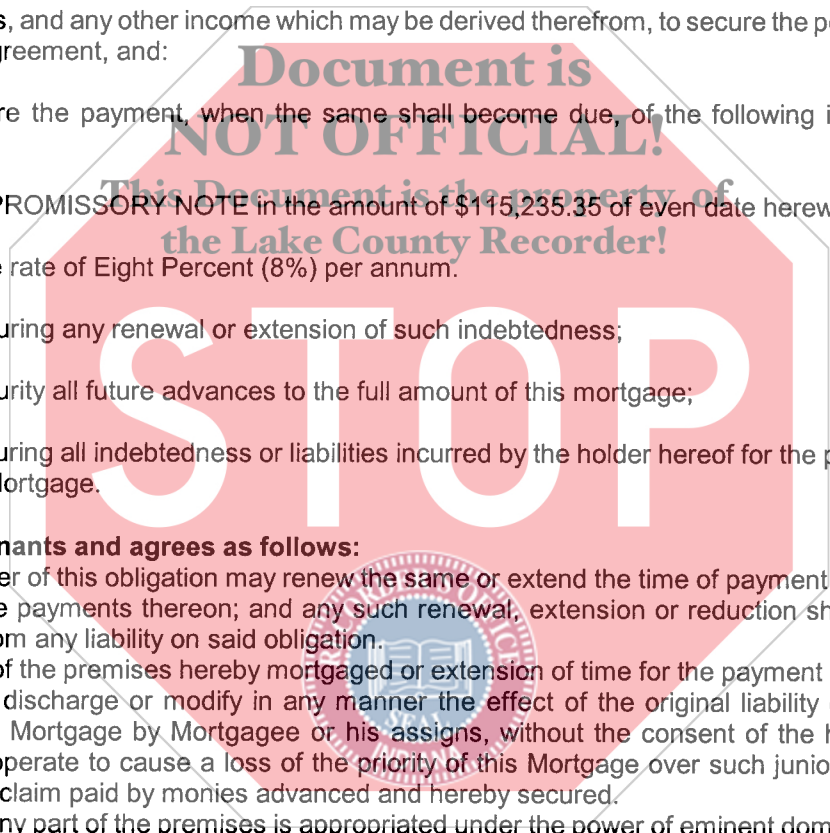 s, and any other income which may be derived therefrom, to secure the pe
greement, and:
Document is
re the payment, when the same shall become due, of the following i
NOT OFFICIAL!
This Document is the property of
PROMISSORY NOTE in the amount of $115,235.35 of even date herew
the Lake County Recorder!
e rate of Eight Percent (8%) per annum.
uring any renewal or extension of such indebtedness;
STOP
urity all future advances to the full amount of this mortgage;
uring all indebtedness or liabilities incurred by the holder hereof for the p
Mortgage.
nants and agrees as follows:
er of this obligation may renew the same or extend the time of payment
e payments thereon; and any such renewal, extension or reduction sh
om any liability on said obligation.
RECORDER'S OFFICE
of the premises hereby mortgaged or extension of time for the payment
discharge or modify in any manner the effect of the original liability
SEAL
Mortgage by Mortgagee or his assigns, without the consent of the h
INDIANA
operate to cause a loss of the priority of this Mortgage over such junio
claim paid by monies advanced and hereby secured.
ny part of the premises is appropriated under the power of eminent dom